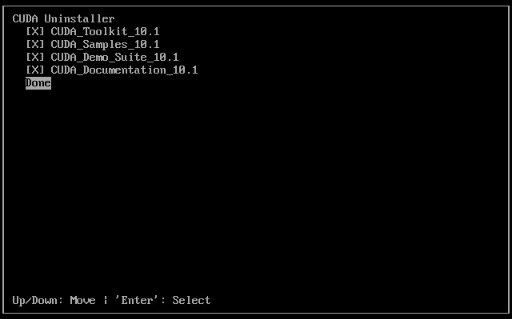 CUDA Uninstaller
[X] CUDA_Toolkit_10.1
[X] CUDA_Samples_10.1
[X] CUDA_Demo_Suite_10.1
[X] CUDA_Documentation_10.1
Done
Up/Down: Move | 'Enter': Select